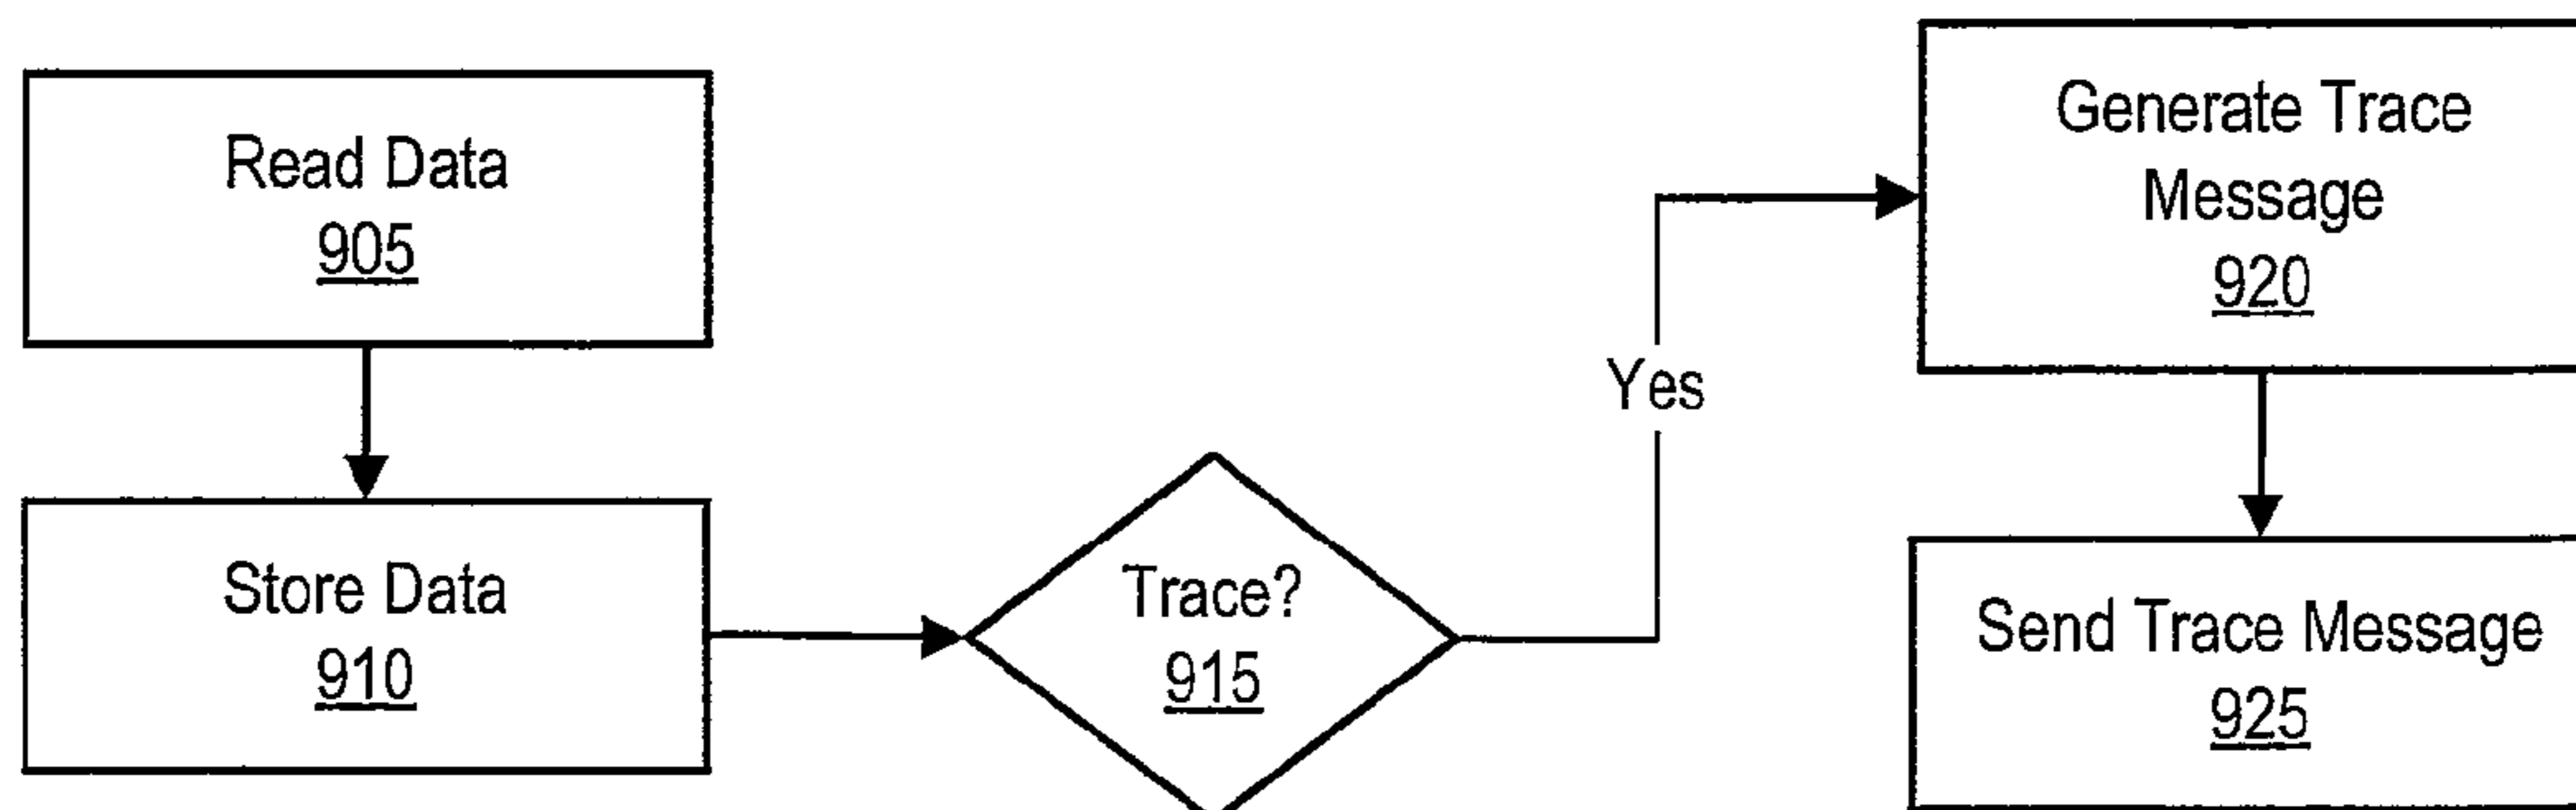 Read Data
905
Store Data
910
Trace?
915
Yes
Generate Trace
Message
920
Send Trace Message
925